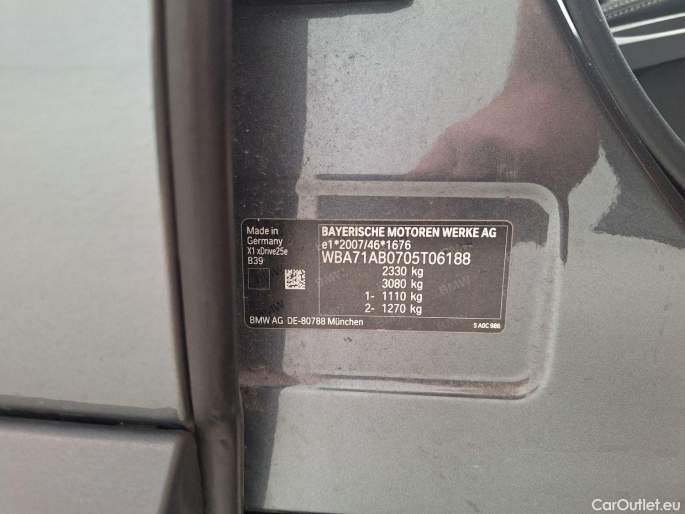 Made in
Germany
X1 xDrive25e
B39
BAYERISCHE MOTOREN WERKE AG
e1*2007/46*1676
WBA71AB0705T06188
2330 kg
3080 kg
1- 1110 kg
2- 1270 kg
BMW AG DE-80788 München
S A0C 986
CarOutlet.eu